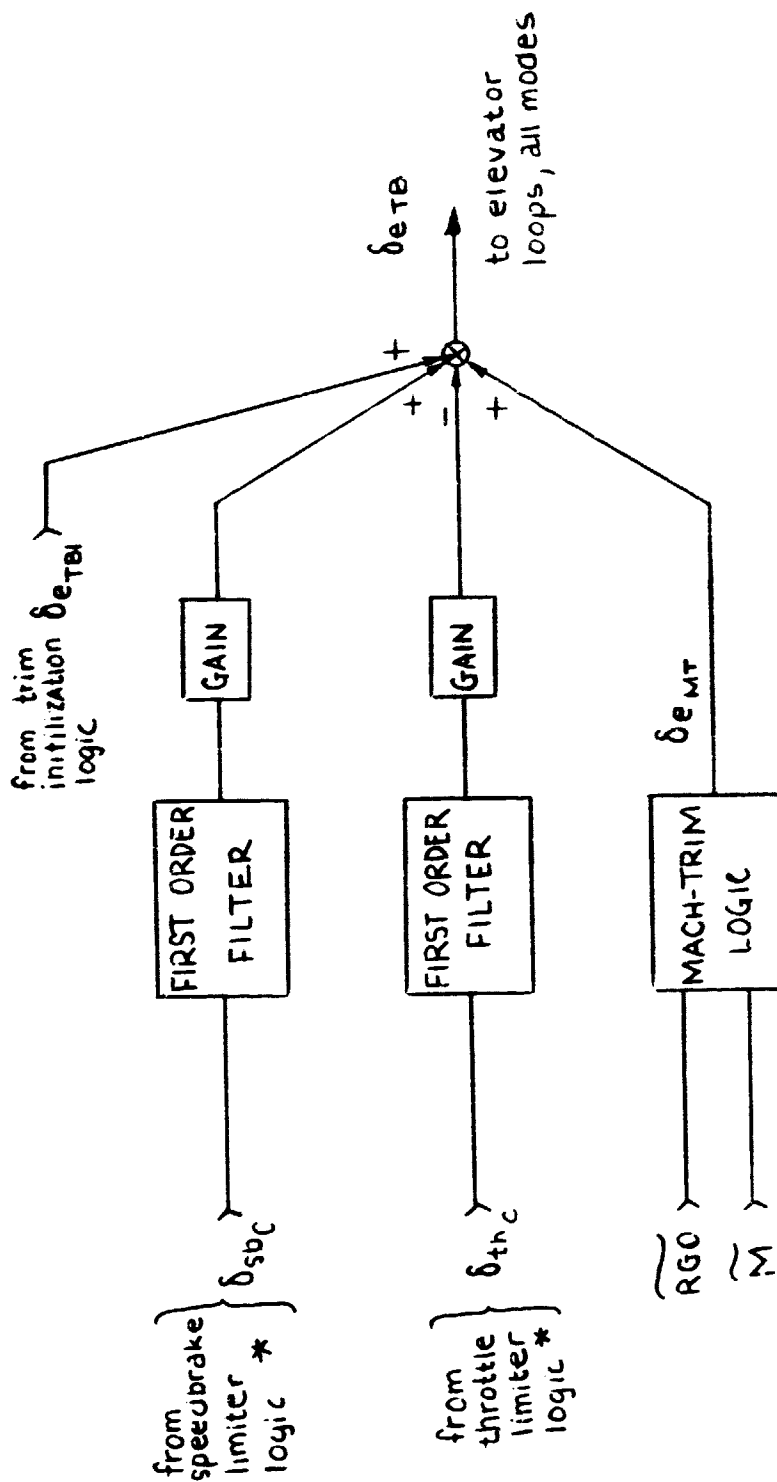 from trim
initilization δeTBI
logic
from
speedbrake
limiter
logic *
δsbC
FIRST ORDER
FILTER
GAIN
+
+
δeTB
to elevator
loops, all modes
from
throttle
limiter
logic *
δthC
FIRST ORDER
FILTER
GAIN
-
+
RGO
M
MACH-TRIM
LOGIC
δeMT